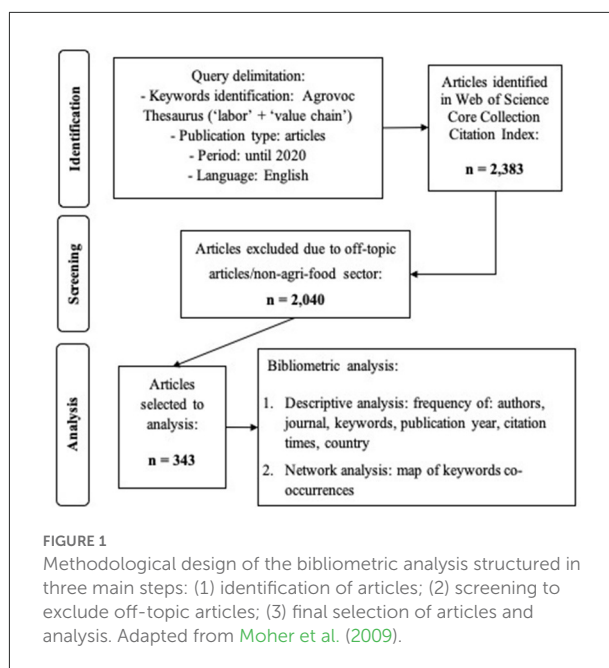 Identification
Query delimitation:
- Keywords identification: Agrovoc
Thesaurus (‘labor’ + ‘value chain’)
- Publication type: articles
- Period: until 2020
- Language: English
Articles identified
in Web of Science
Core Collection
Citation Index:
n = 2,383
Screening
Articles excluded due to off-topic
articles/non-agri-food sector:
n = 2,040
Analysis
Articles
selected to
analysis:
n = 343
Bibliometric analysis:
1. Descriptive analysis: frequency of: authors,
journal, keywords, publication year, citation
times, country
2. Network analysis: map of keywords co-
occurrences
FIGURE 1
Methodological design of the bibliometric analysis structured in
three main steps: (1) identification of articles; (2) screening to
exclude off-topic articles; (3) final selection of articles and
analysis. Adapted from Moher et al. (2009).